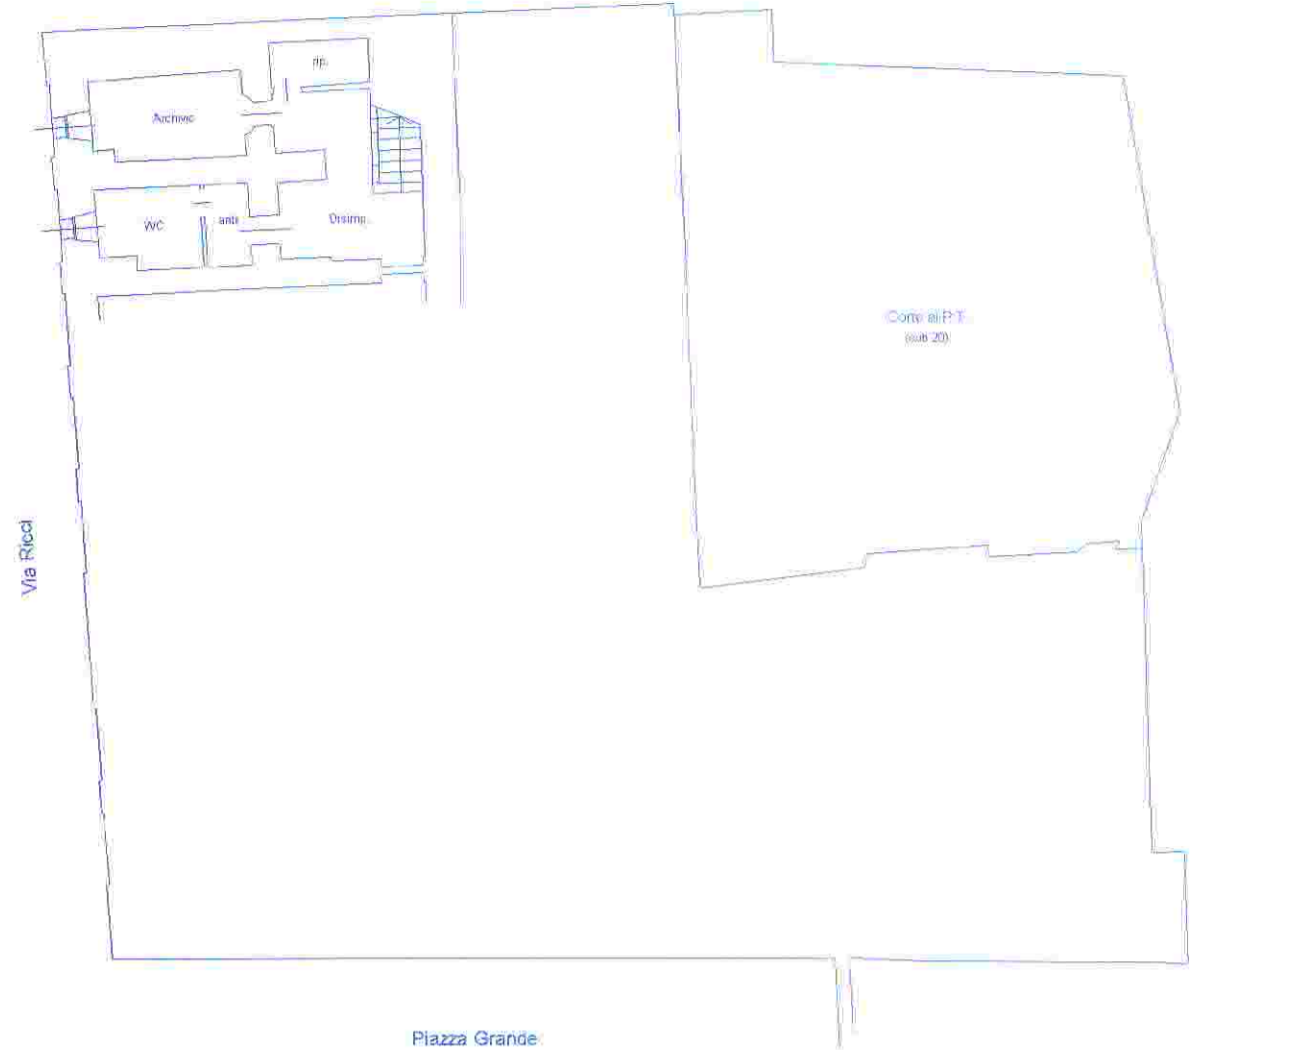 rip.
Archivio
WC
anti
Disimp.
Corte al P.T.
(sub 20)
Via Ricci
Piazza Grande